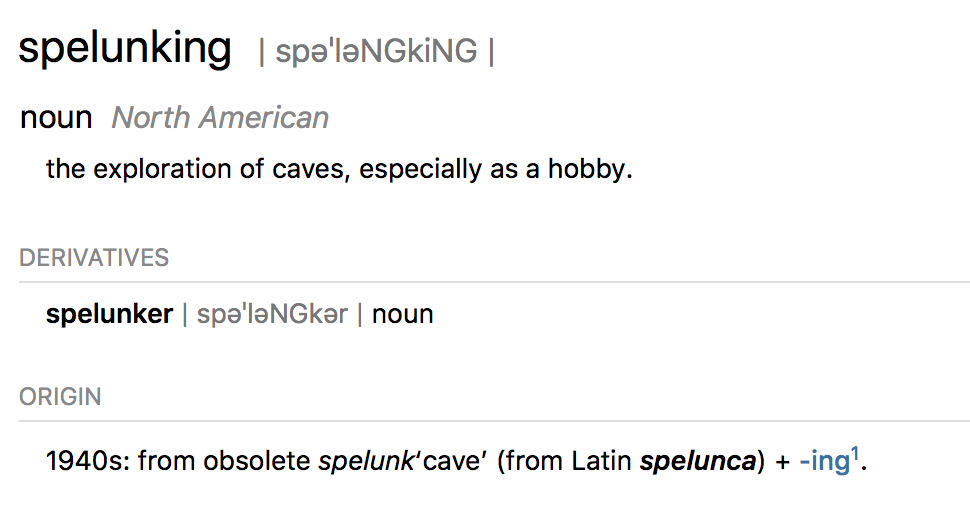 spelunking | spəˈləNGkiNG |
noun North American
the exploration of caves, especially as a hobby.
DERIVATIVES
spelunker | spəˈləNGkər | noun
ORIGIN
1940s: from obsolete spelunk‘cave’ (from Latin spelunca) + -ing¹.